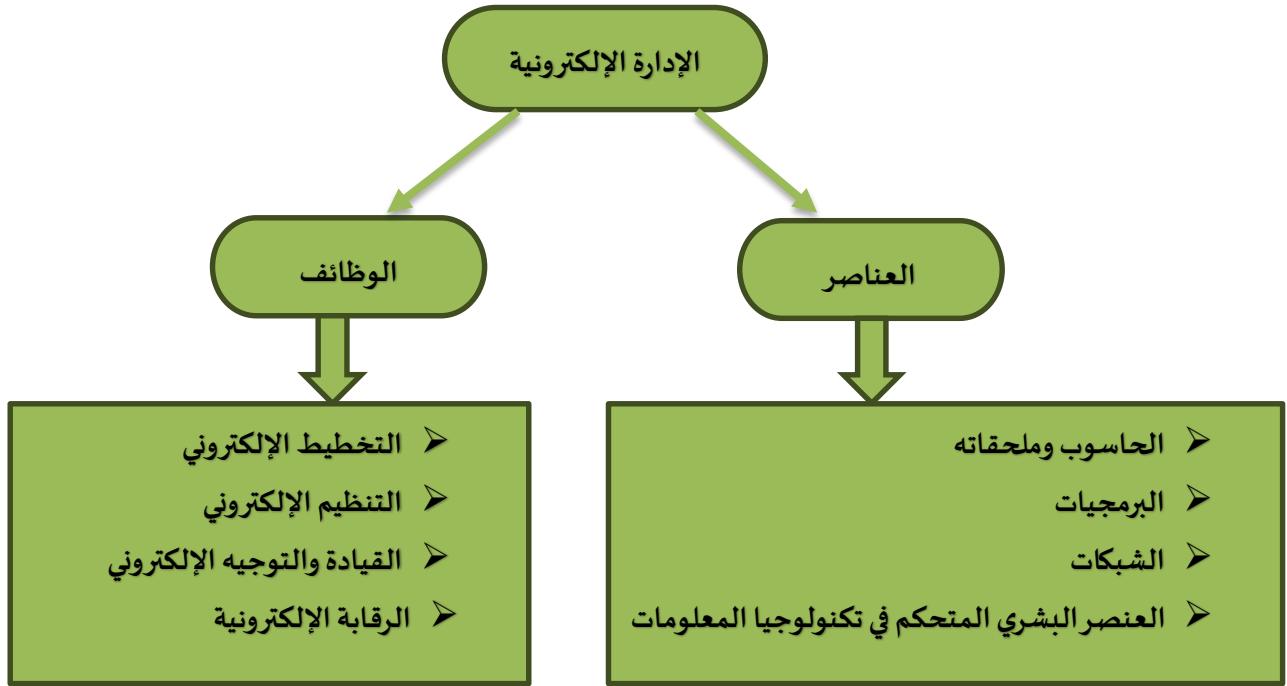 الإدارة الإلكترونية
العناصر
الوظائف
➢ الحاسوب وملحقاته
➢ البرمجيات
➢ الشبكات
➢ العنصر البشري المتحكم في تكنولوجيا المعلومات
➢ التخطيط الإلكتروني
➢ التنظيم الإلكتروني
➢ القيادة والتوجيه الإلكتروني
➢ الرقابة الإلكترونية